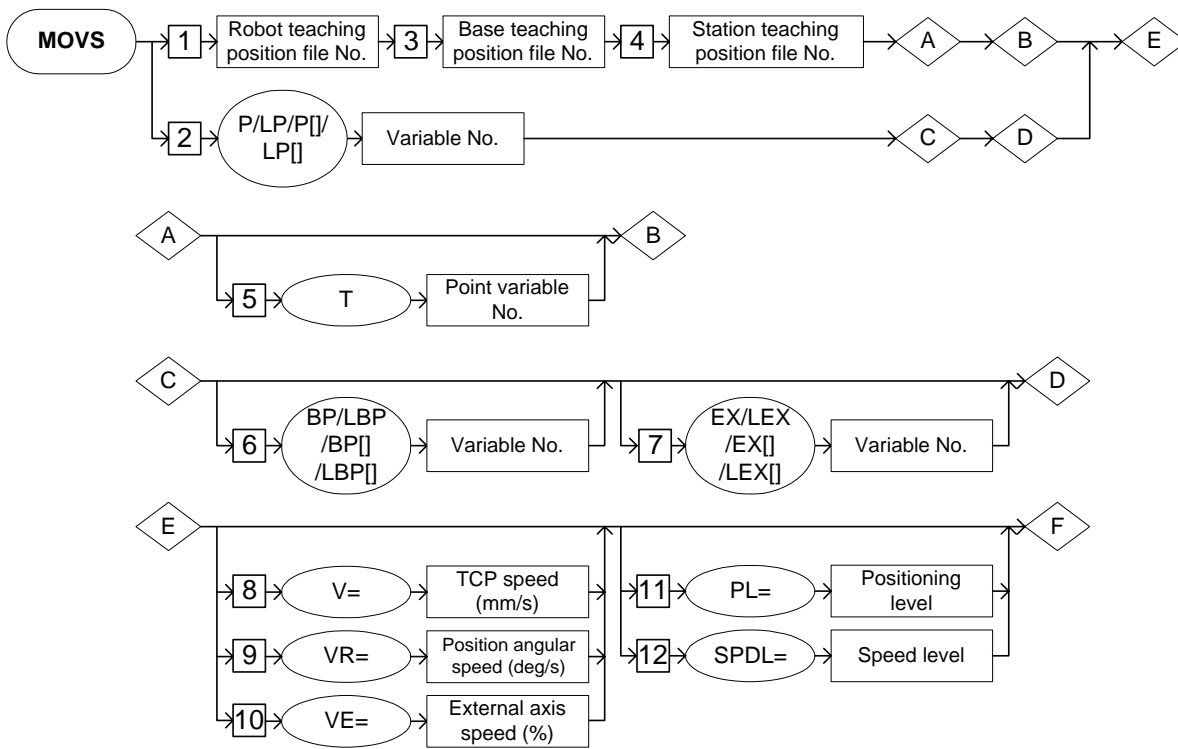 MOVS
1
Robot teaching
position file No.
3
Base teaching
position file No.
4
Station teaching
position file No.
A
B
E
2
P/LP/P[]/
LP[]
Variable No.
C
D
A
B
5
T
Point variable
No.
C
D
6
BP/LBP
/BP[]
/LBP[]
Variable No.
7
EX/LEX
/EX[]
/LEX[]
Variable No.
E
F
8
V=
TCP speed
(mm/s)
11
PL=
Positioning
level
9
VR=
Position angular
speed (deg/s)
12
SPDL=
Speed level
10
VE=
External axis
speed (%)